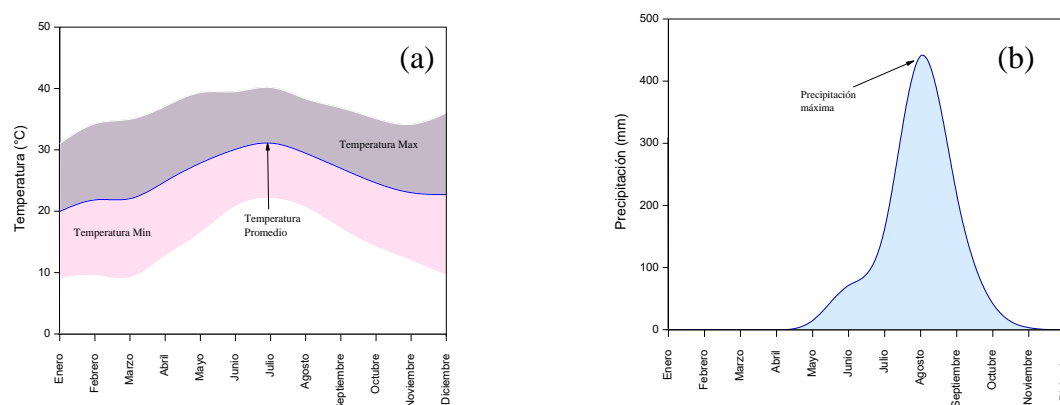 (a)
Temperatura (°C)
50
40
30
20
10
0
Temperatura Max
Temperatura Min
Temperatura
Promedio
Enero
Febrero
Marzo
Abril
Mayo
Junio
Julio
Agosto
Septiembre
Octubre
Noviembre
Diciembre
(b)
Precipitación (mm)
500
400
300
200
100
0
Precipitación
máxima
Enero
Febrero
Marzo
Abril
Mayo
Junio
Julio
Agosto
Septiembre
Octubre
Noviembre